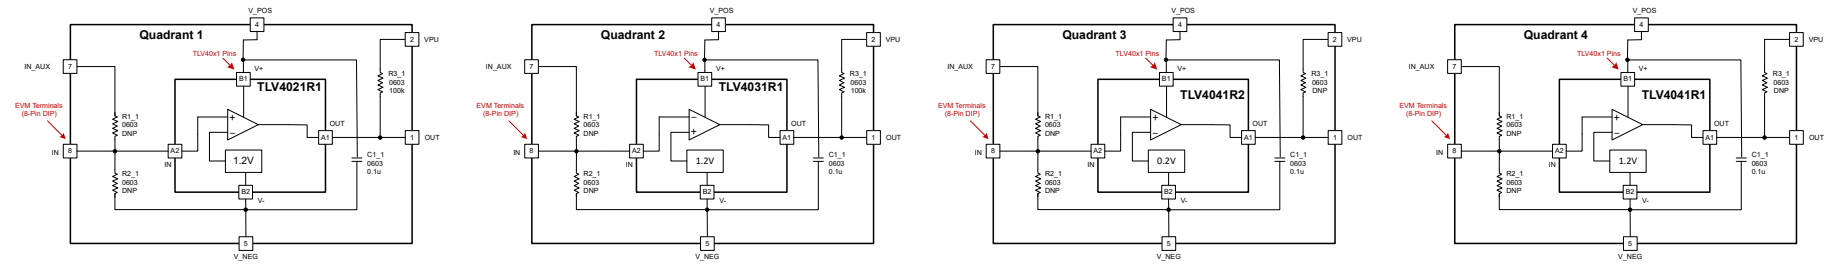 V_POS
4
Quadrant 1
2
VPU
TLV40x1 Pins
IN_AUX
7
V+
B1
TLV4021R1
R3_1
0603
100k
EVM Terminals
(8-Pin DIP)
R1_1
0603
DNP
+
−
OUT
A1
1
OUT
IN
8
A2
IN
1.2V
C1_1
0603
0.1u
R2_1
0603
DNP
B2
V-
5
V_NEG
V_POS
4
Quadrant 2
2
VPU
TLV40x1 Pins
IN_AUX
7
V+
B1
TLV4031R1
R3_1
0603
100k
EVM Terminals
(8-Pin DIP)
R1_1
0603
DNP
−
+
OUT
A1
1
OUT
IN
8
A2
IN
1.2V
C1_1
0603
0.1u
R2_1
0603
DNP
B2
V-
5
V_NEG
V_POS
4
Quadrant 3
2
VPU
TLV40x1 Pins
IN_AUX
7
V+
B1
TLV4041R2
R3_1
0603
DNP
EVM Terminals
(8-Pin DIP)
R1_1
0603
DNP
+
−
OUT
A1
1
OUT
IN
8
A2
IN
0.2V
C1_1
0603
0.1u
R2_1
0603
DNP
B2
V-
5
V_NEG
V_POS
4
Quadrant 4
2
VPU
TLV40x1 Pins
IN_AUX
7
V+
B1
TLV4041R1
R3_1
0603
DNP
EVM Terminals
(8-Pin DIP)
R1_1
0603
DNP
+
−
OUT
A1
1
OUT
IN
8
A2
IN
1.2V
C1_1
0603
0.1u
R2_1
0603
DNP
B2
V-
5
V_NEG